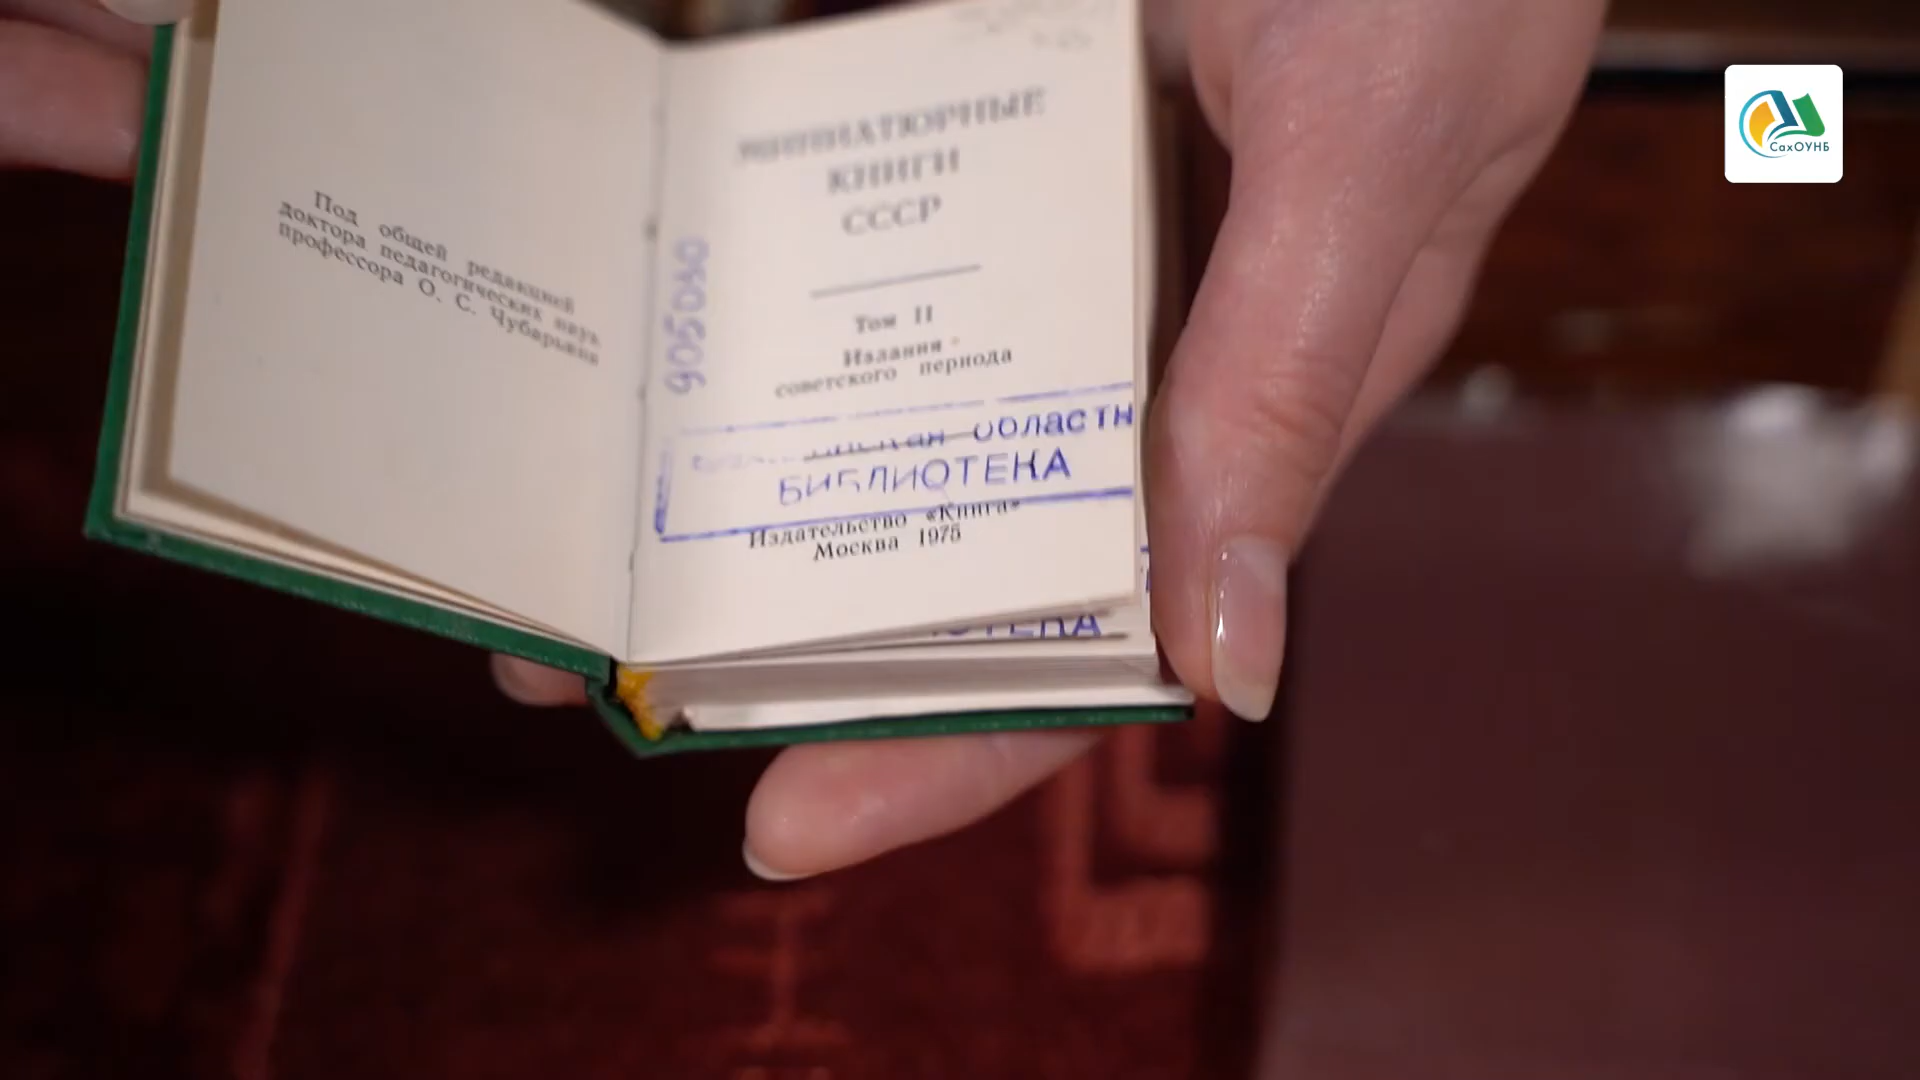 Под общей редакцией
доктора педагогических наук
профессора О. С. Чубарьяна
МИНИАТЮРНЫЕ
КНИГИ
СССР
Том II
Издания
советского периода
областн
БИБЛИОТЕКА
Издательство «Книга»
Москва 1975
ТЕКА
СахОУНБ